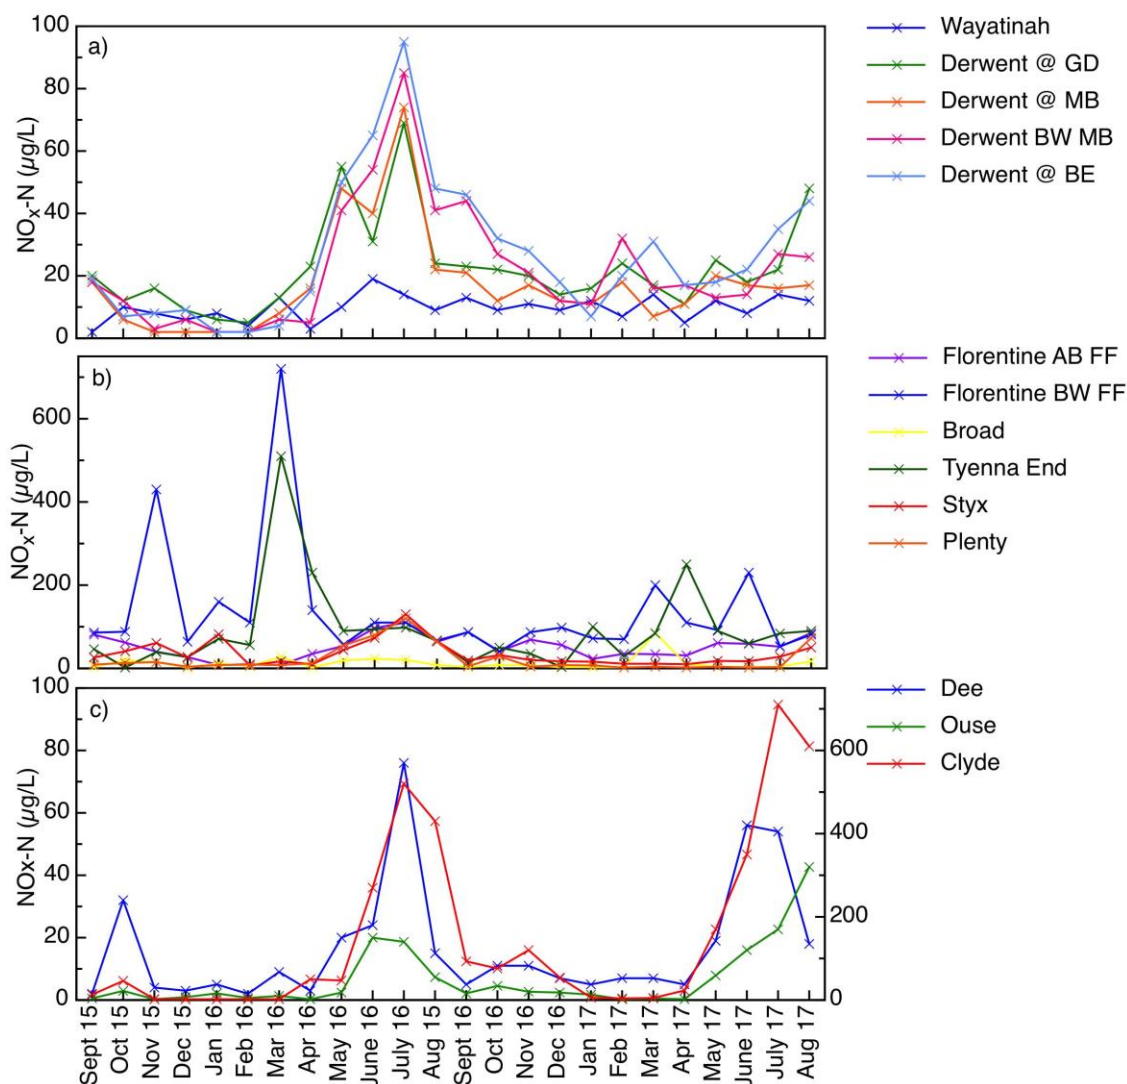 a)
NOx-N (µg/L)
100
80
60
40
20
0
Wayatinah
Derwent @ GD
Derwent @ MB
Derwent BW MB
Derwent @ BE
b)
NOx-N (µg/L)
600
400
200
0
Florentine AB FF
Florentine BW FF
Broad
Tyenna End
Styx
Plenty
c)
NOx-N (µg/L)
100
80
60
40
20
0
600
400
200
0
Dee
Ouse
Clyde
Sept 15
Oct 15
Nov 15
Dec 15
Jan 16
Feb 16
Mar 16
Apr 16
May 16
June 16
July 16
Aug 15
Sept 16
Oct 16
Nov 16
Dec 16
Jan 17
Feb 17
Mar 17
Apr 17
May 17
June 17
July 17
Aug 17